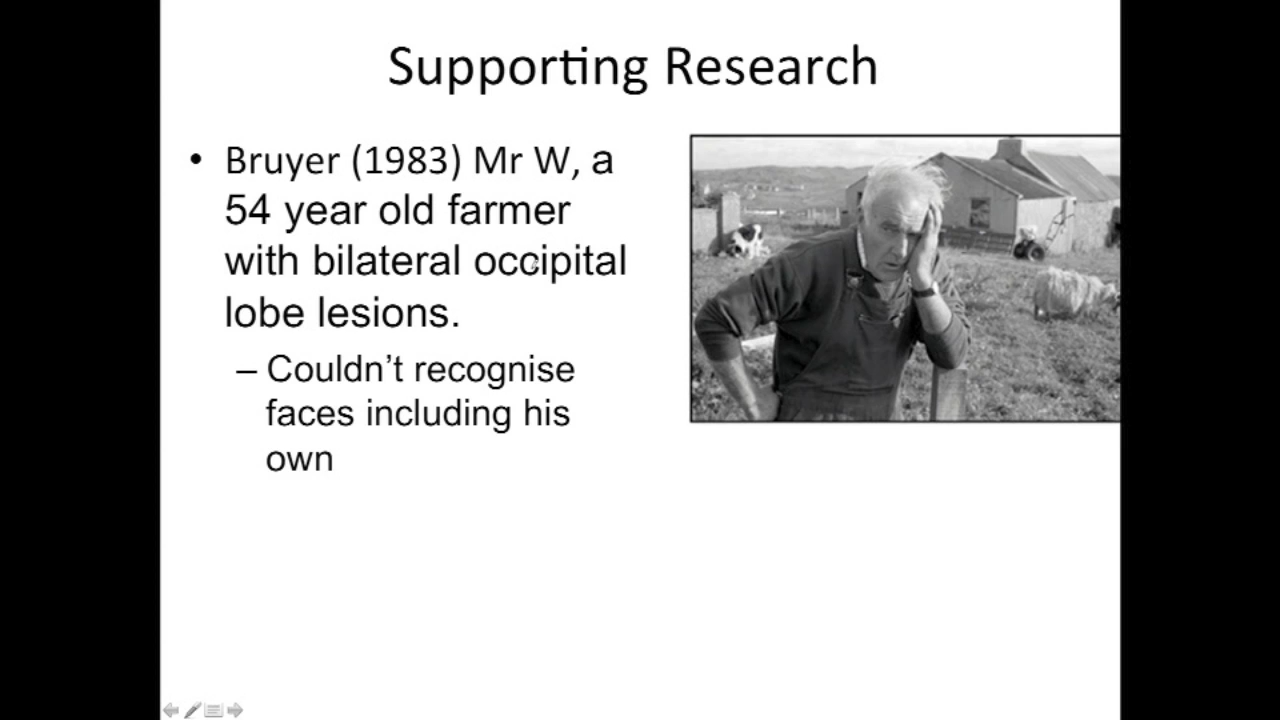 Supporting Research
• Bruyer (1983) Mr W, a
54 year old farmer
with bilateral occipital
lobe lesions.
– Couldn’t recognise
faces including his
own